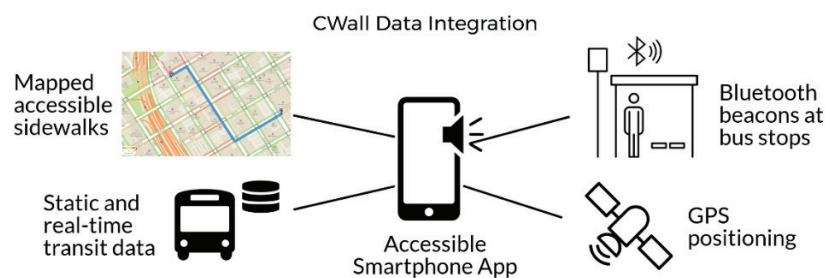 CWall Data Integration
Mapped
accessible
sidewalks
Bluetooth
beacons at
bus stops
Static and
real-time
transit data
Accessible
Smartphone App
GPS
positioning